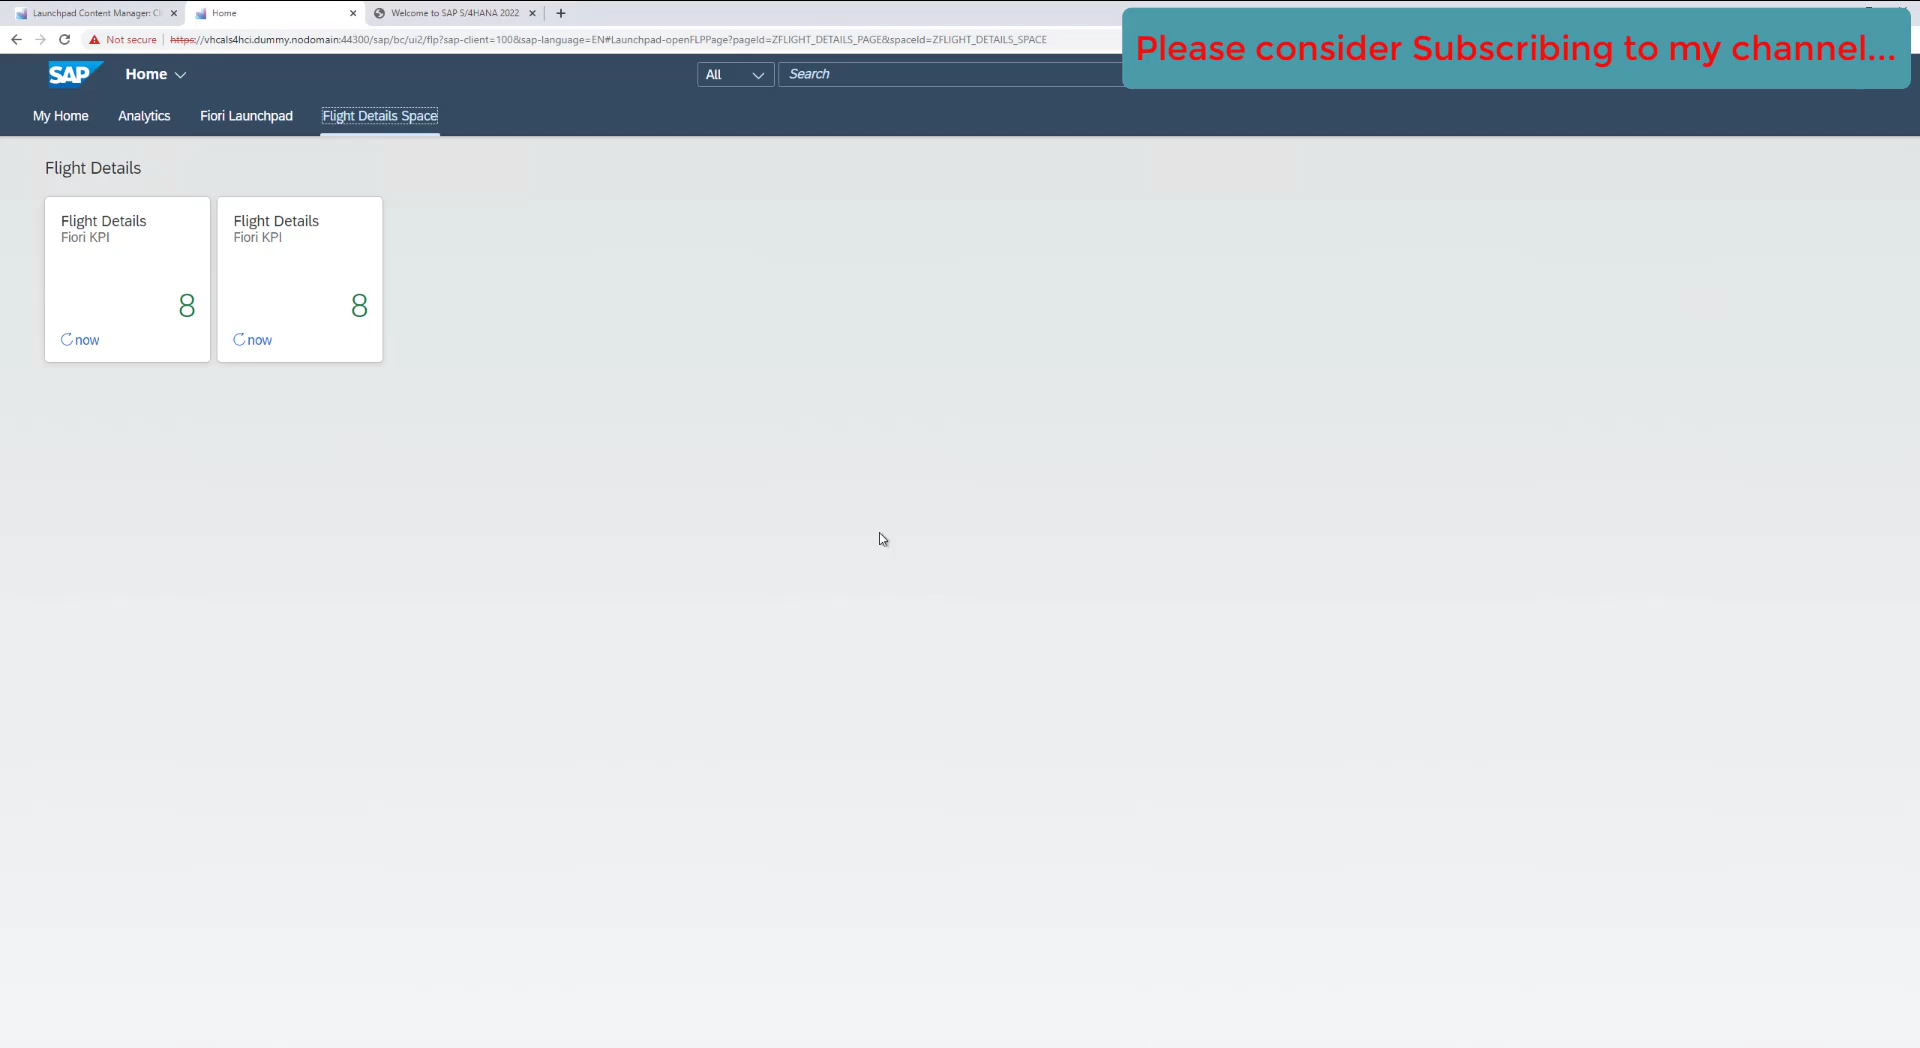 Launchpad Content Manager: Cl
Home
Welcome to SAP S/4HANA 2022
Not secure
https://vhcals4hci.dummy.nodomain:44300/sap/bc/ui2/flp?sap-client=100&sap-language=EN#Launchpad-openFLPPage?pageId=ZFLIGHT_DETAILS_PAGE&spaceId=ZFLIGHT_DETAILS_SPACE
Please consider Subscribing to my channel...
SAP
Home
All
Search
My Home
Analytics
Fiori Launchpad
Flight Details Space
Flight Details
Flight Details
Fiori KPI
8
now
Flight Details
Fiori KPI
8
now